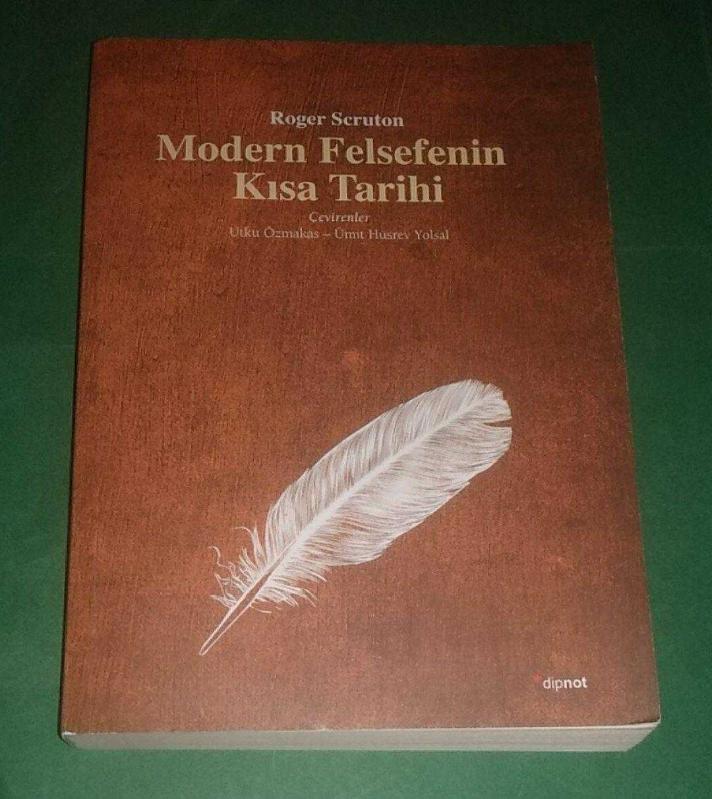 Roger Scruton
Modern Felsefenin
Kısa Tarihi
Çevirenler
Utku Özmakas – Ümit Hüsrev Yolsal
dipnot